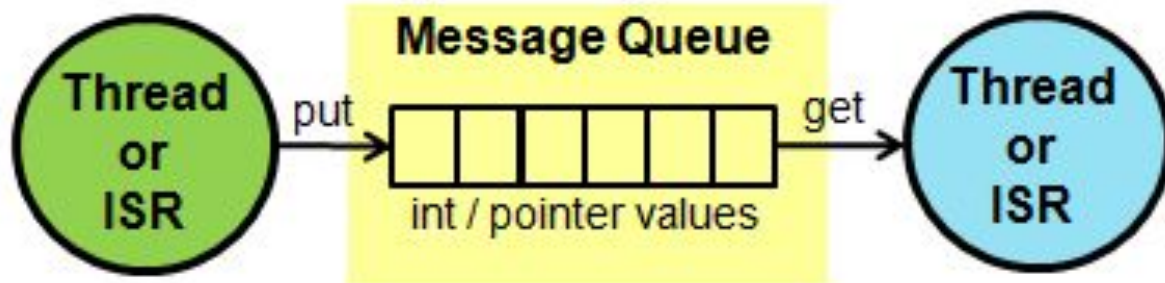 Thread
or
ISR
put
Message Queue
int / pointer values
get
Thread
or
ISR